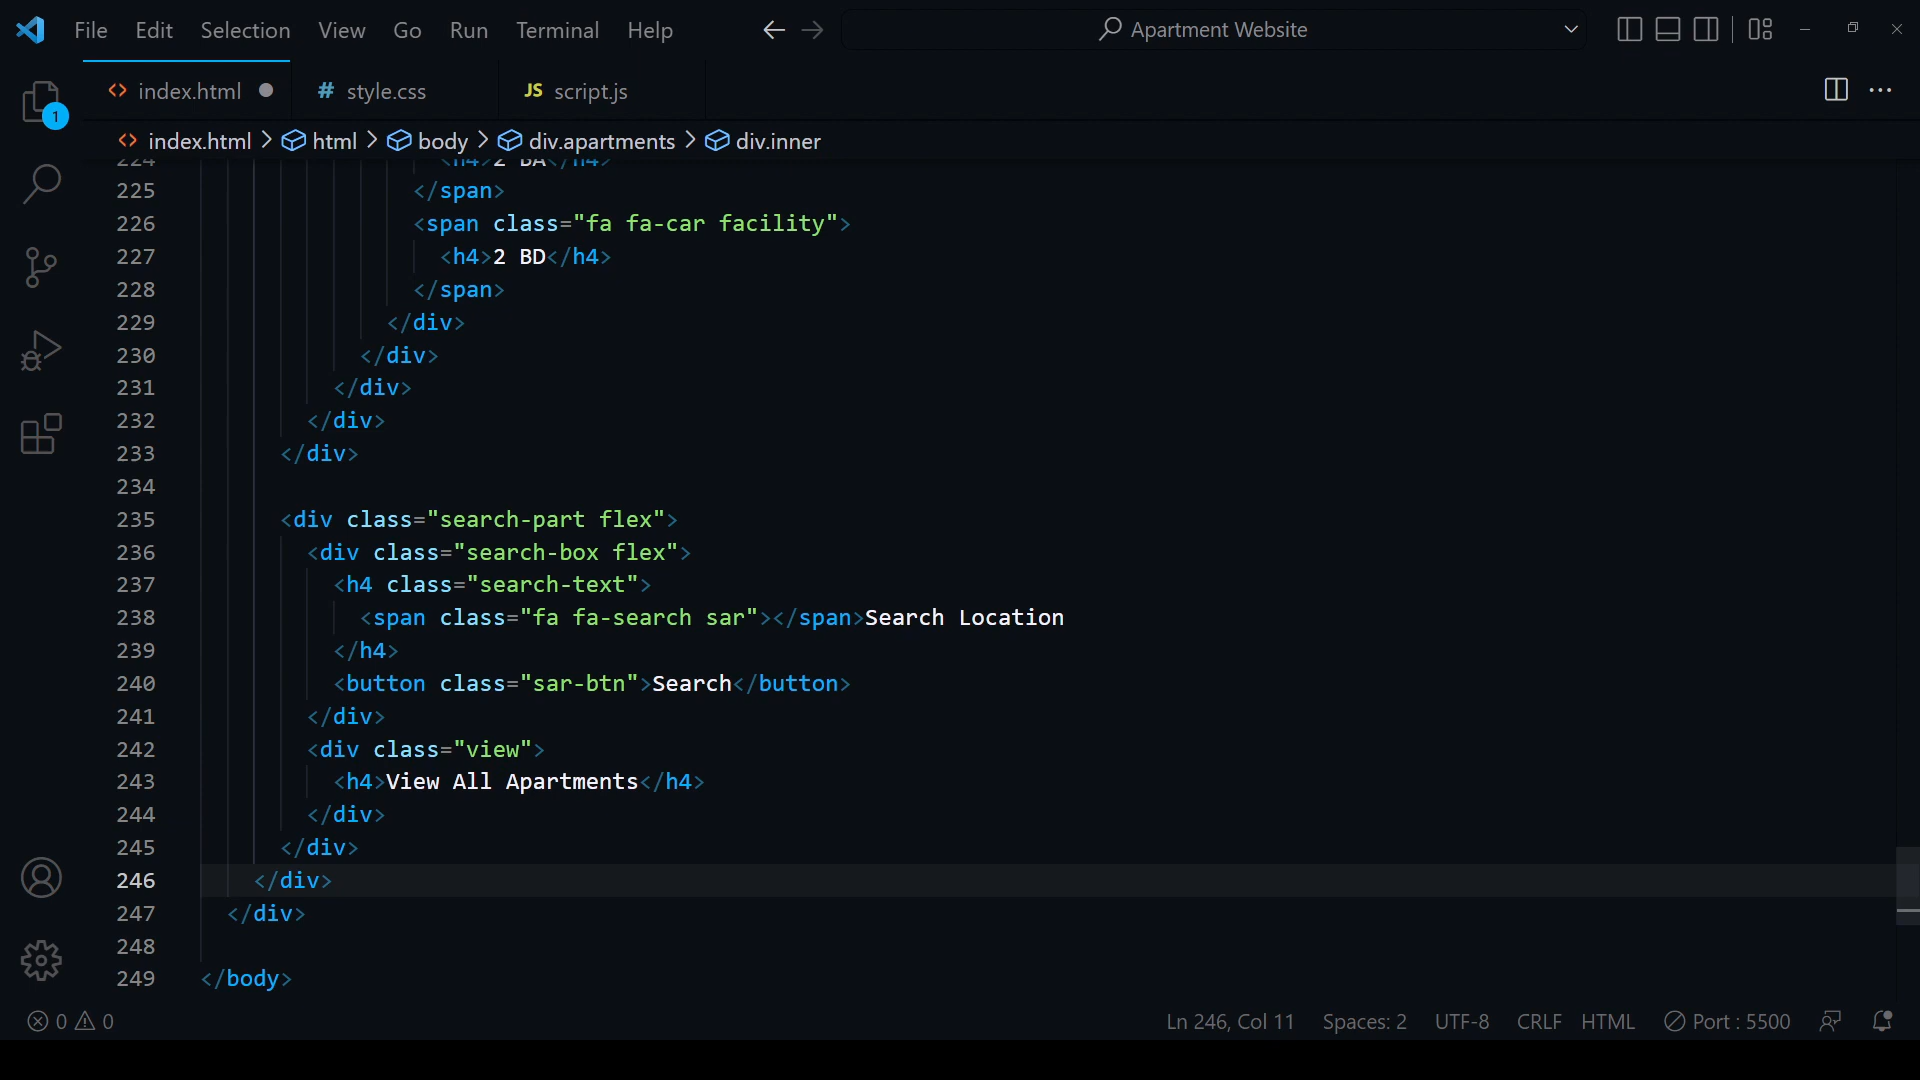 File Edit Selection View Go Run Terminal Help Apartment Website
index.html style.css JS script.js
1
index.html > html > body > div.apartments > div.inner
224 <h4>2 BA</h4>
225 </span>
226 <span class="fa fa-car facility">
227 <h4>2 BD</h4>
228 </span>
229 </div>
230 </div>
231 </div>
232 </div>
233 </div>
234
235 <div class="search-part flex">
236 <div class="search-box flex">
237 <h4 class="search-text">
238 <span class="fa fa-search sar"></span>Search Location
239 </h4>
240 <button class="sar-btn">Search</button>
241 </div>
242 <div class="view">
243 <h4>View All Apartments</h4>
244 </div>
245 </div>
246 </div>
247 </div>
248
249 </body>
0 0 Ln 246, Col 11 Spaces: 2 UTF-8 CRLF HTML Port : 5500